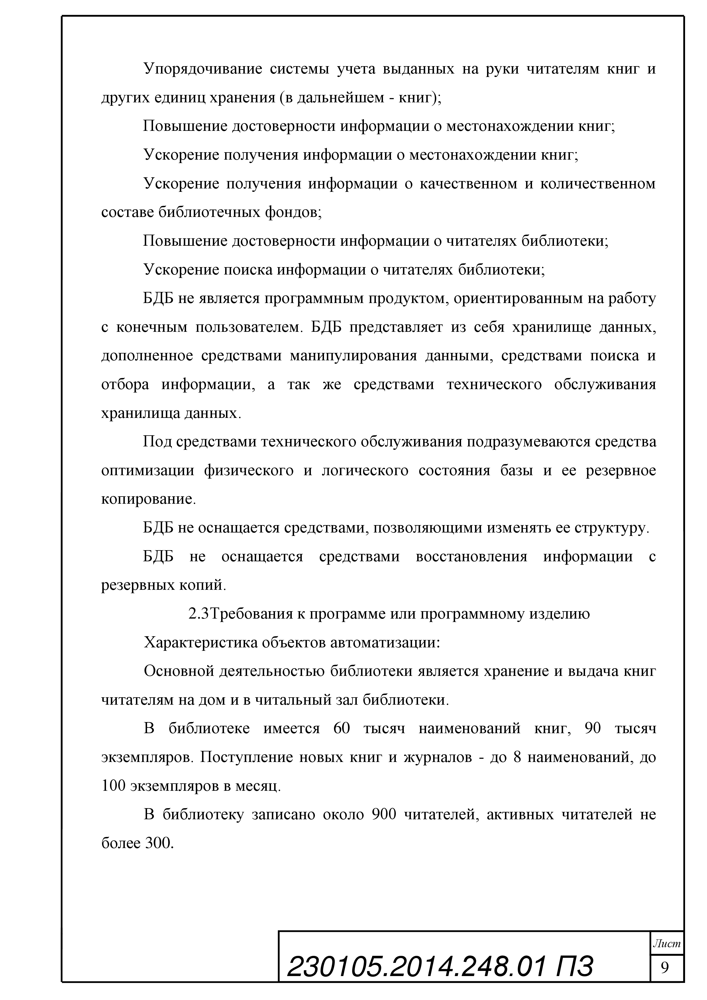 Упорядочивание системы учета выданных на руки читателям книг и
других единиц хранения (в дальнейшем - книг);
Повышение достоверности информации о местонахождении книг;
Ускорение получения информации о местонахождении книг;
Ускорение получения информации о качественном и количественном
составе библиотечных фондов;
Повышение достоверности информации о читателях библиотеки;
Ускорение поиска информации о читателях библиотеки;
БДБ не является программным продуктом, ориентированным на работу
с конечным пользователем. БДБ представляет из себя хранилище данных,
дополненное средствами манипулирования данными, средствами поиска и
отбора информации, а так же средствами технического обслуживания
хранилища данных.
Под средствами технического обслуживания подразумеваются средства
оптимизации физического и логического состояния базы и ее резервное
копирование.
БДБ не оснащается средствами, позволяющими изменять ее структуру.
БДБ не оснащается средствами восстановления информации с
резервных копий.
2.3Требования к программе или программному изделию
Характеристика объектов автоматизации:
Основной деятельностью библиотеки является хранение и выдача книг
читателям на дом и в читальный зал библиотеки.
В библиотеке имеется 60 тысяч наименований книг, 90 тысяч
экземпляров. Поступление новых книг и журналов - до 8 наименований, до
100 экземпляров в месяц.
В библиотеку записано около 900 читателей, активных читателей не
более 300.
Лист
230105.2014.248.01 ПЗ
9